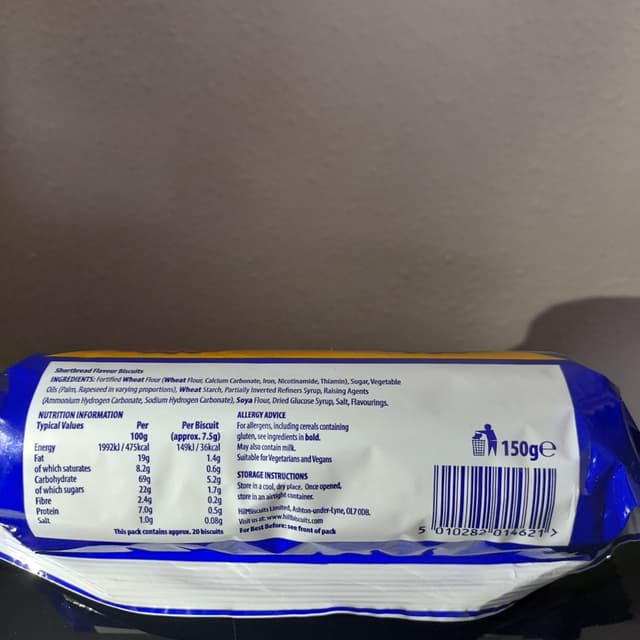 Shortbread Flavour Biscuits
INGREDIENTS: Fortified Wheat Flour (Wheat Flour, Calcium Carbonate, Iron, Nicotinamide, Thiamin), Sugar, Vegetable
Oils (Palm, Rapeseed in varying proportions), Wheat Starch, Partially Inverted Refiners Syrup, Raising Agents
(Ammonium Hydrogen Carbonate, Sodium Hydrogen Carbonate), Soya Flour, Dried Glucose Syrup, Salt, Flavourings.
NUTRITION INFORMATION
Typical Values Per 100g Per Biscuit (approx. 7.5g)
Energy 1992kJ/475kcal 149kJ/36kcal
Fat 19g 1.4g
of which saturates 8.2g 0.6g
Carbohydrate 69g 5.2g
of which sugars 22g 1.7g
Fibre 2.4g 0.2g
Protein 7.0g 0.5g
Salt 1.0g 0.08g
This pack contains approx. 20 biscuits
ALLERGY ADVICE
For allergens, including cereals containing
gluten, see ingredients in bold.
May also contain milk.
Suitable for Vegetarians and Vegans
STORAGE INSTRUCTIONS
Store in a cool, dry place. Once opened,
store in an airtight container.
Hill Biscuits Limited, Ashton-under-Lyne, OL7 0DB.
Visit us at: www.hillbiscuits.com
For Best Before: see front of pack
150g℮
5 010282 014621 >